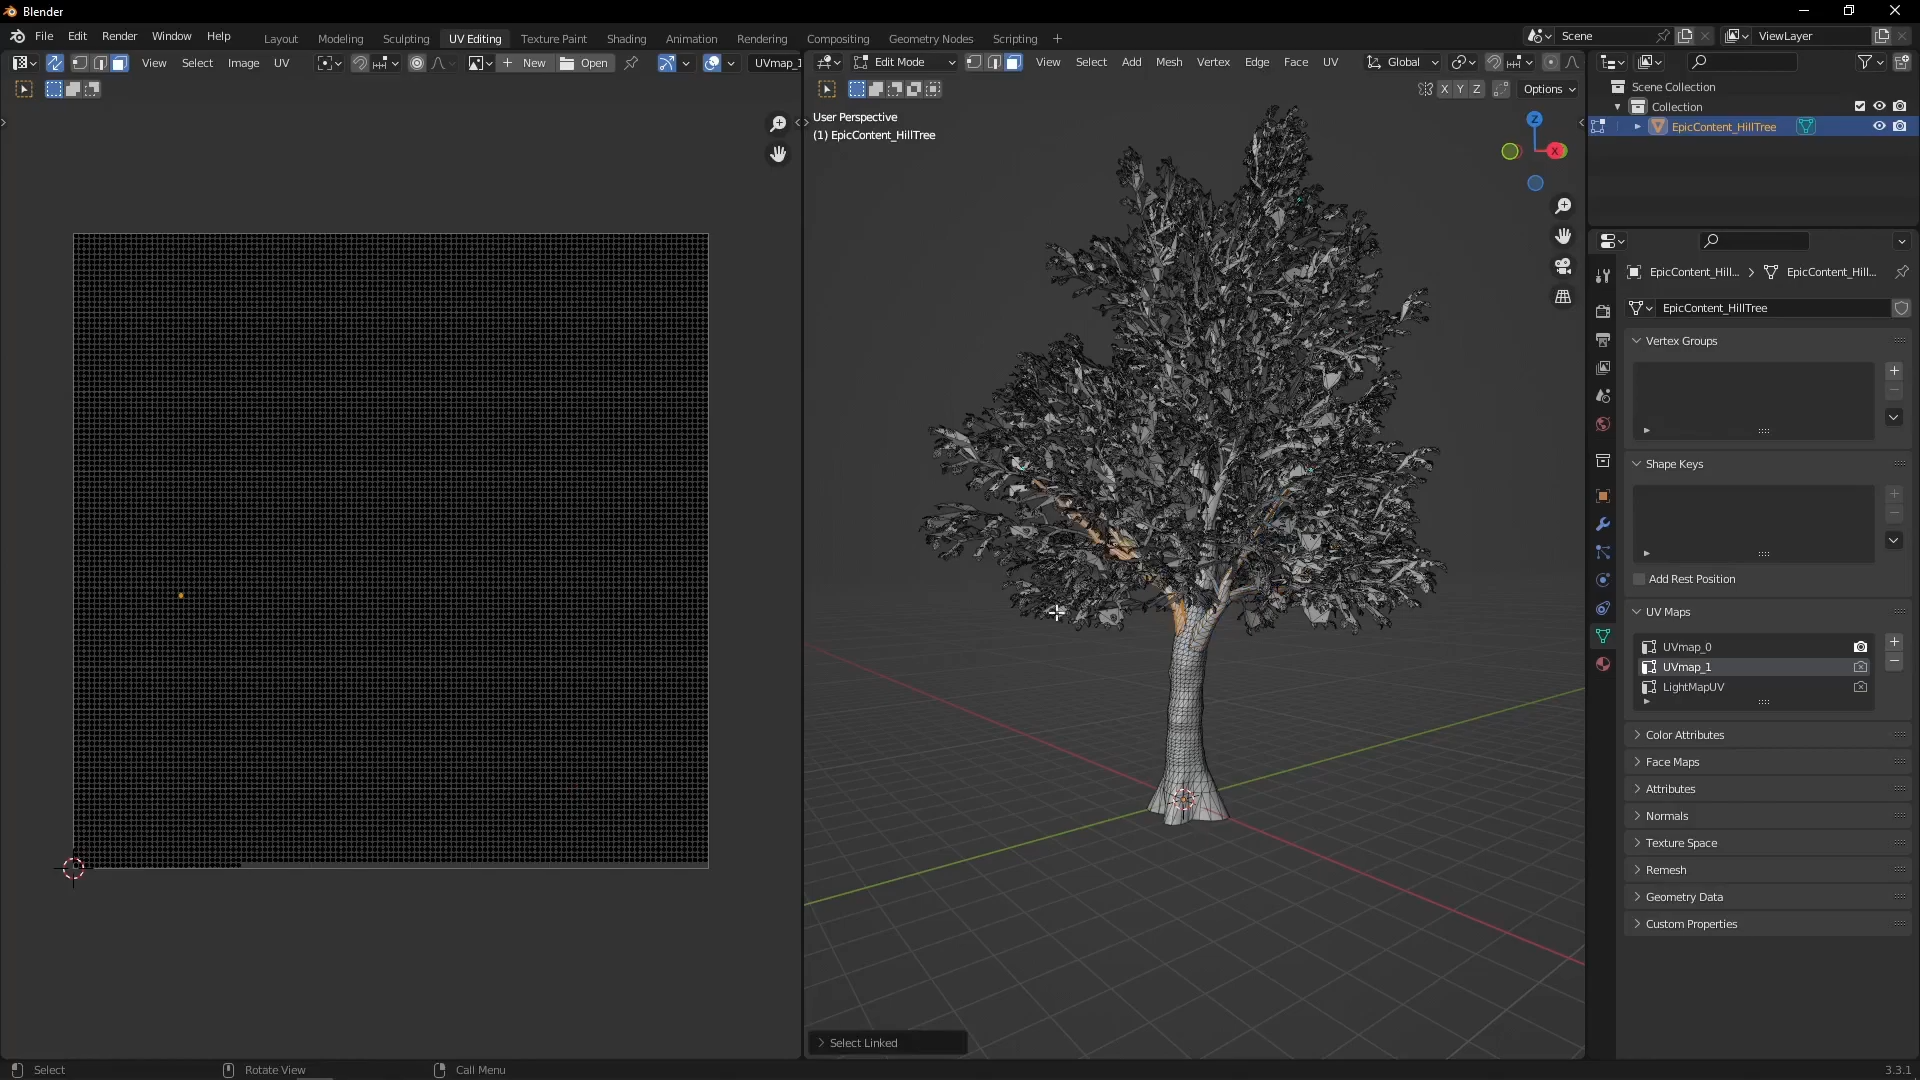 Blender
File Edit Render Window Help
Layout Modeling Sculpting UV Editing Texture Paint Shading Animation Rendering Compositing Geometry Nodes Scripting +
Scene
ViewLayer
View Select Image UV
New
Open
UVmap_1
Edit Mode
View Select Add Mesh Vertex Edge Face UV
Global
X Y Z
Options
User Perspective
(1) EpicContent_HillTree
Z
X
Scene Collection
Collection
EpicContent_HillTree
EpicContent_Hill... > EpicContent_Hill...
EpicContent_HillTree
Vertex Groups
Shape Keys
Add Rest Position
UV Maps
UVmap_0
UVmap_1
LightMapUV
Color Attributes
Face Maps
Attributes
Normals
Texture Space
Remesh
Geometry Data
Custom Properties
Select Linked
Select
Rotate View
Call Menu
3.3.1